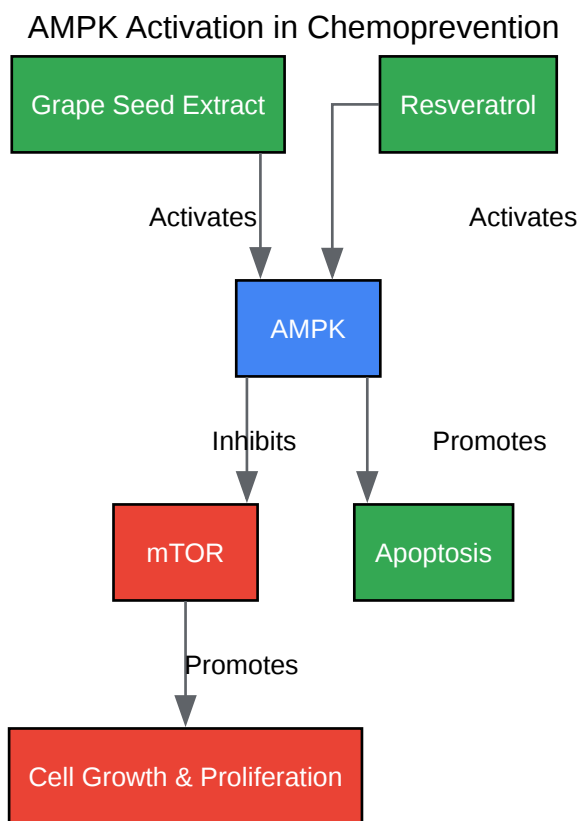 AMPK Activation in Chemoprevention
Grape Seed Extract
Resveratrol
Activates
Activates
AMPK
Inhibits
Promotes
mTOR
Apoptosis
Promotes
Cell Growth & Proliferation